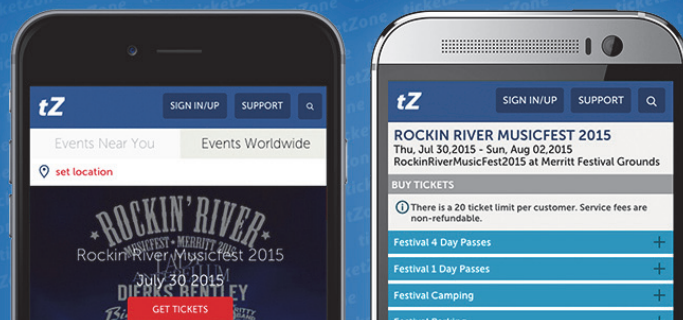 tZ
SIGN IN/UP
SUPPORT
Events Near You
Events Worldwide
set location
ROCKIN' RIVER
MUSICFEST • MERRITT 2015
Rockin River Musicfest 2015
July 30 2015
DIERKS BENTLEY
GET TICKETS
tZ
SIGN IN/UP
SUPPORT
ROCKIN RIVER MUSICFEST 2015
Thu, Jul 30,2015 - Sun, Aug 02,2015
RockinRiverMusicFest2015 at Merritt Festival Grounds
BUY TICKETS
There is a 20 ticket limit per customer. Service fees are
non-refundable.
Festival 4 Day Passes
Festival 1 Day Passes
Festival Camping